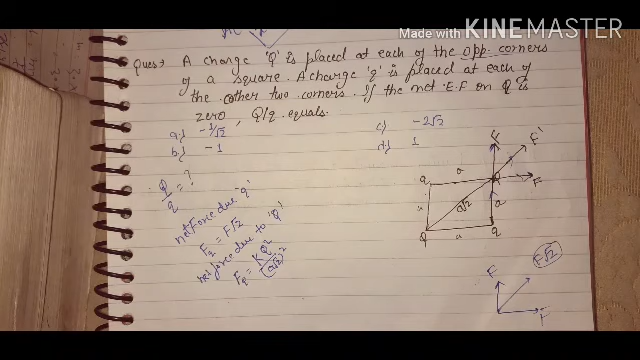 Made with KINEMASTER
Ques→ A charge 'Q' is placed at each of the opp. corners
of a square. A charge 'q' is placed at each of
the other two corners. If the net E.F on Q is
zero, Q/q equals.
a.) -1/√2 c.) -2√2
b.) -1 d.) 1
Q/q = ?
net Force due 'q'
Fq = F√2
net force due to 'Q'
FQ = KQ²/(a√2)²
F F'
q a Q F
a a√2 a
Q a q
F F√2
F